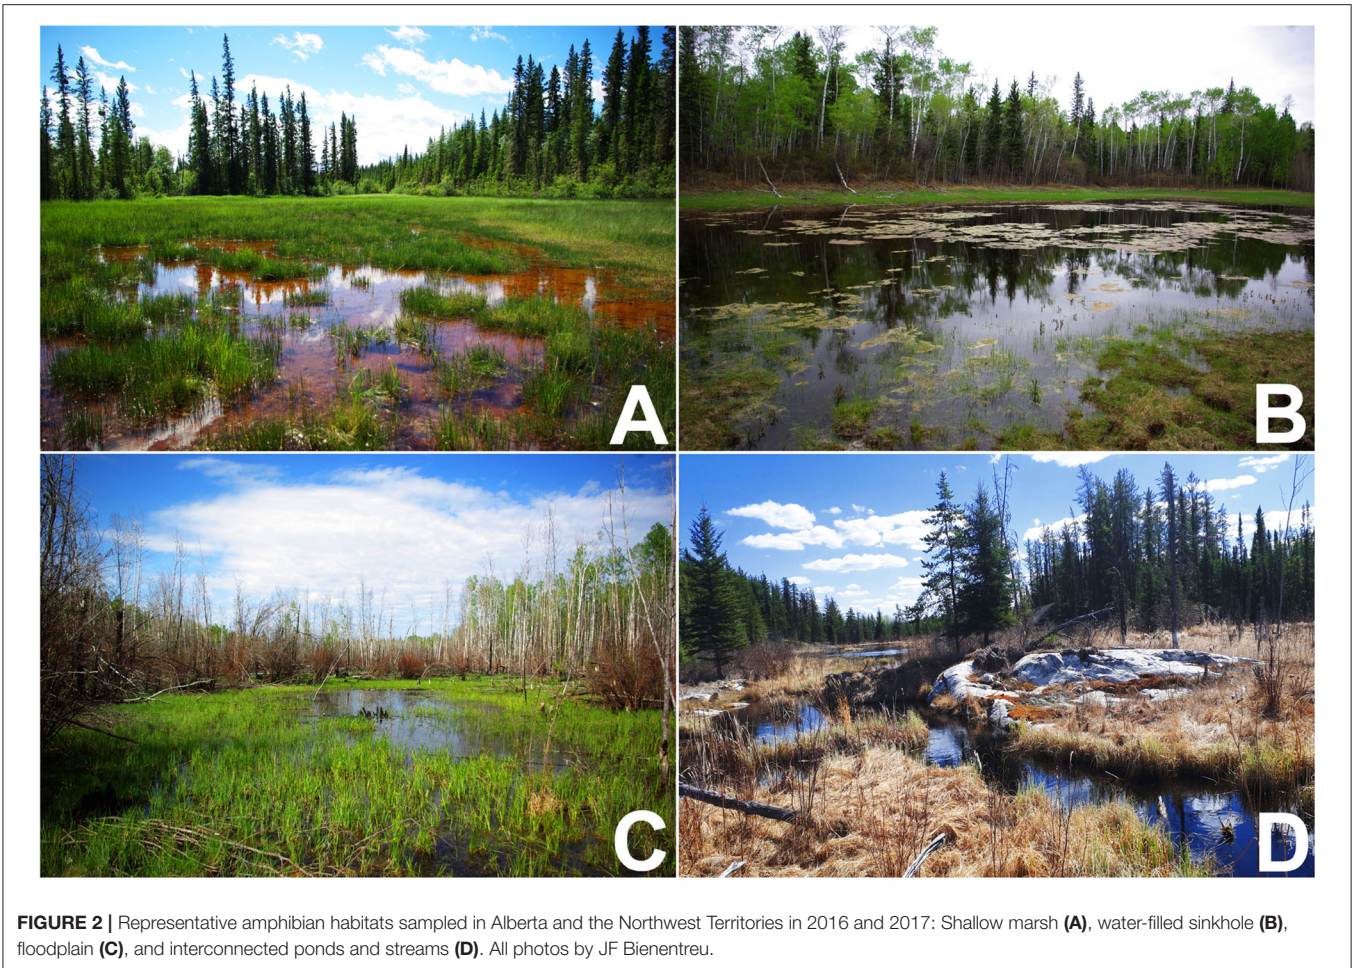 A
B
C
D
FIGURE 2 | Representative amphibian habitats sampled in Alberta and the Northwest Territories in 2016 and 2017: Shallow marsh (A), water-filled sinkhole (B),
floodplain (C), and interconnected ponds and streams (D). All photos by JF Bienentreu.